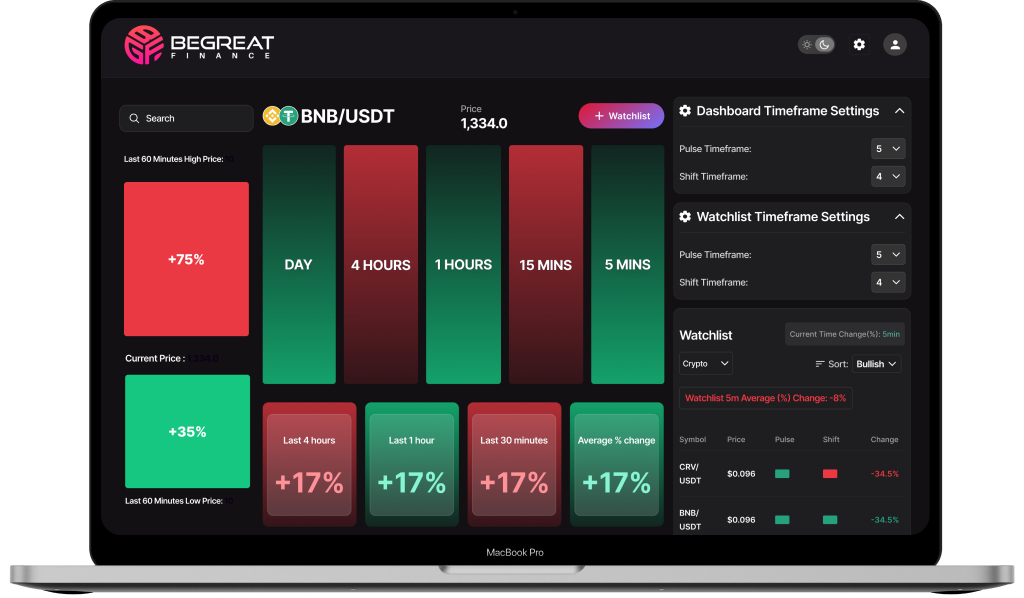 BEGREAT
FINANCE
Search
BNB/USDT
Price
1,334.0
+ Watchlist
Last 60 Minutes High Price:
+75%
Current Price : 1,334.0
+35%
Last 60 Minutes Low Price:
DAY
4 HOURS
1 HOURS
15 MINS
5 MINS
Last 4 hours
+17%
Last 1 hour
+17%
Last 30 minutes
+17%
Average % change
+17%
Dashboard Timeframe Settings
Pulse Timeframe: 5
Shift Timeframe: 4
Watchlist Timeframe Settings
Pulse Timeframe: 5
Shift Timeframe: 4
Watchlist
Current Time Change(%): 5min
Crypto
Sort: Bullish
Watchlist 5m Average (%) Change: -8%
Symbol Price Pulse Shift Change
CRV/
USDT
$0.096
-34.5%
BNB/
USDT
$0.096
-34.5%
MacBook Pro